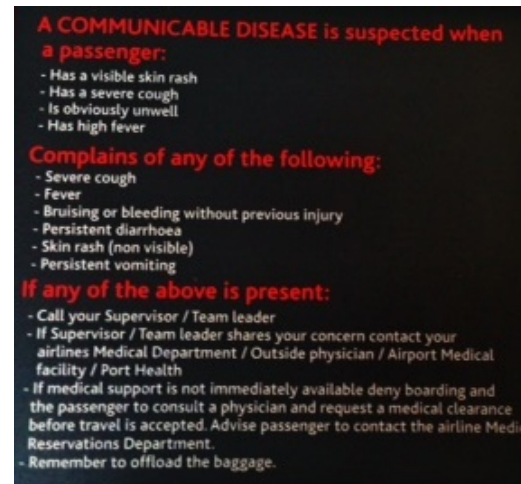 A COMMUNICABLE DISEASE is suspected when
a passenger:
- Has a visible skin rash
- Has a severe cough
- Is obviously unwell
- Has high fever
Complains of any of the following:
- Severe cough
- Fever
- Bruising or bleeding without previous injury
- Persistent diarrhoea
- Skin rash (non visible)
- Persistent vomiting
If any of the above is present:
- Call your Supervisor / Team leader
- If Supervisor / Team leader shares your concern contact your
airlines Medical Department / Outside physician / Airport Medical
facility / Port Health
- If medical support is not immediately available deny boarding and
the passenger to consult a physician and request a medical clearance
before travel is accepted. Advise passenger to contact the airline Medi
Reservations Department.
- Remember to offload the baggage.